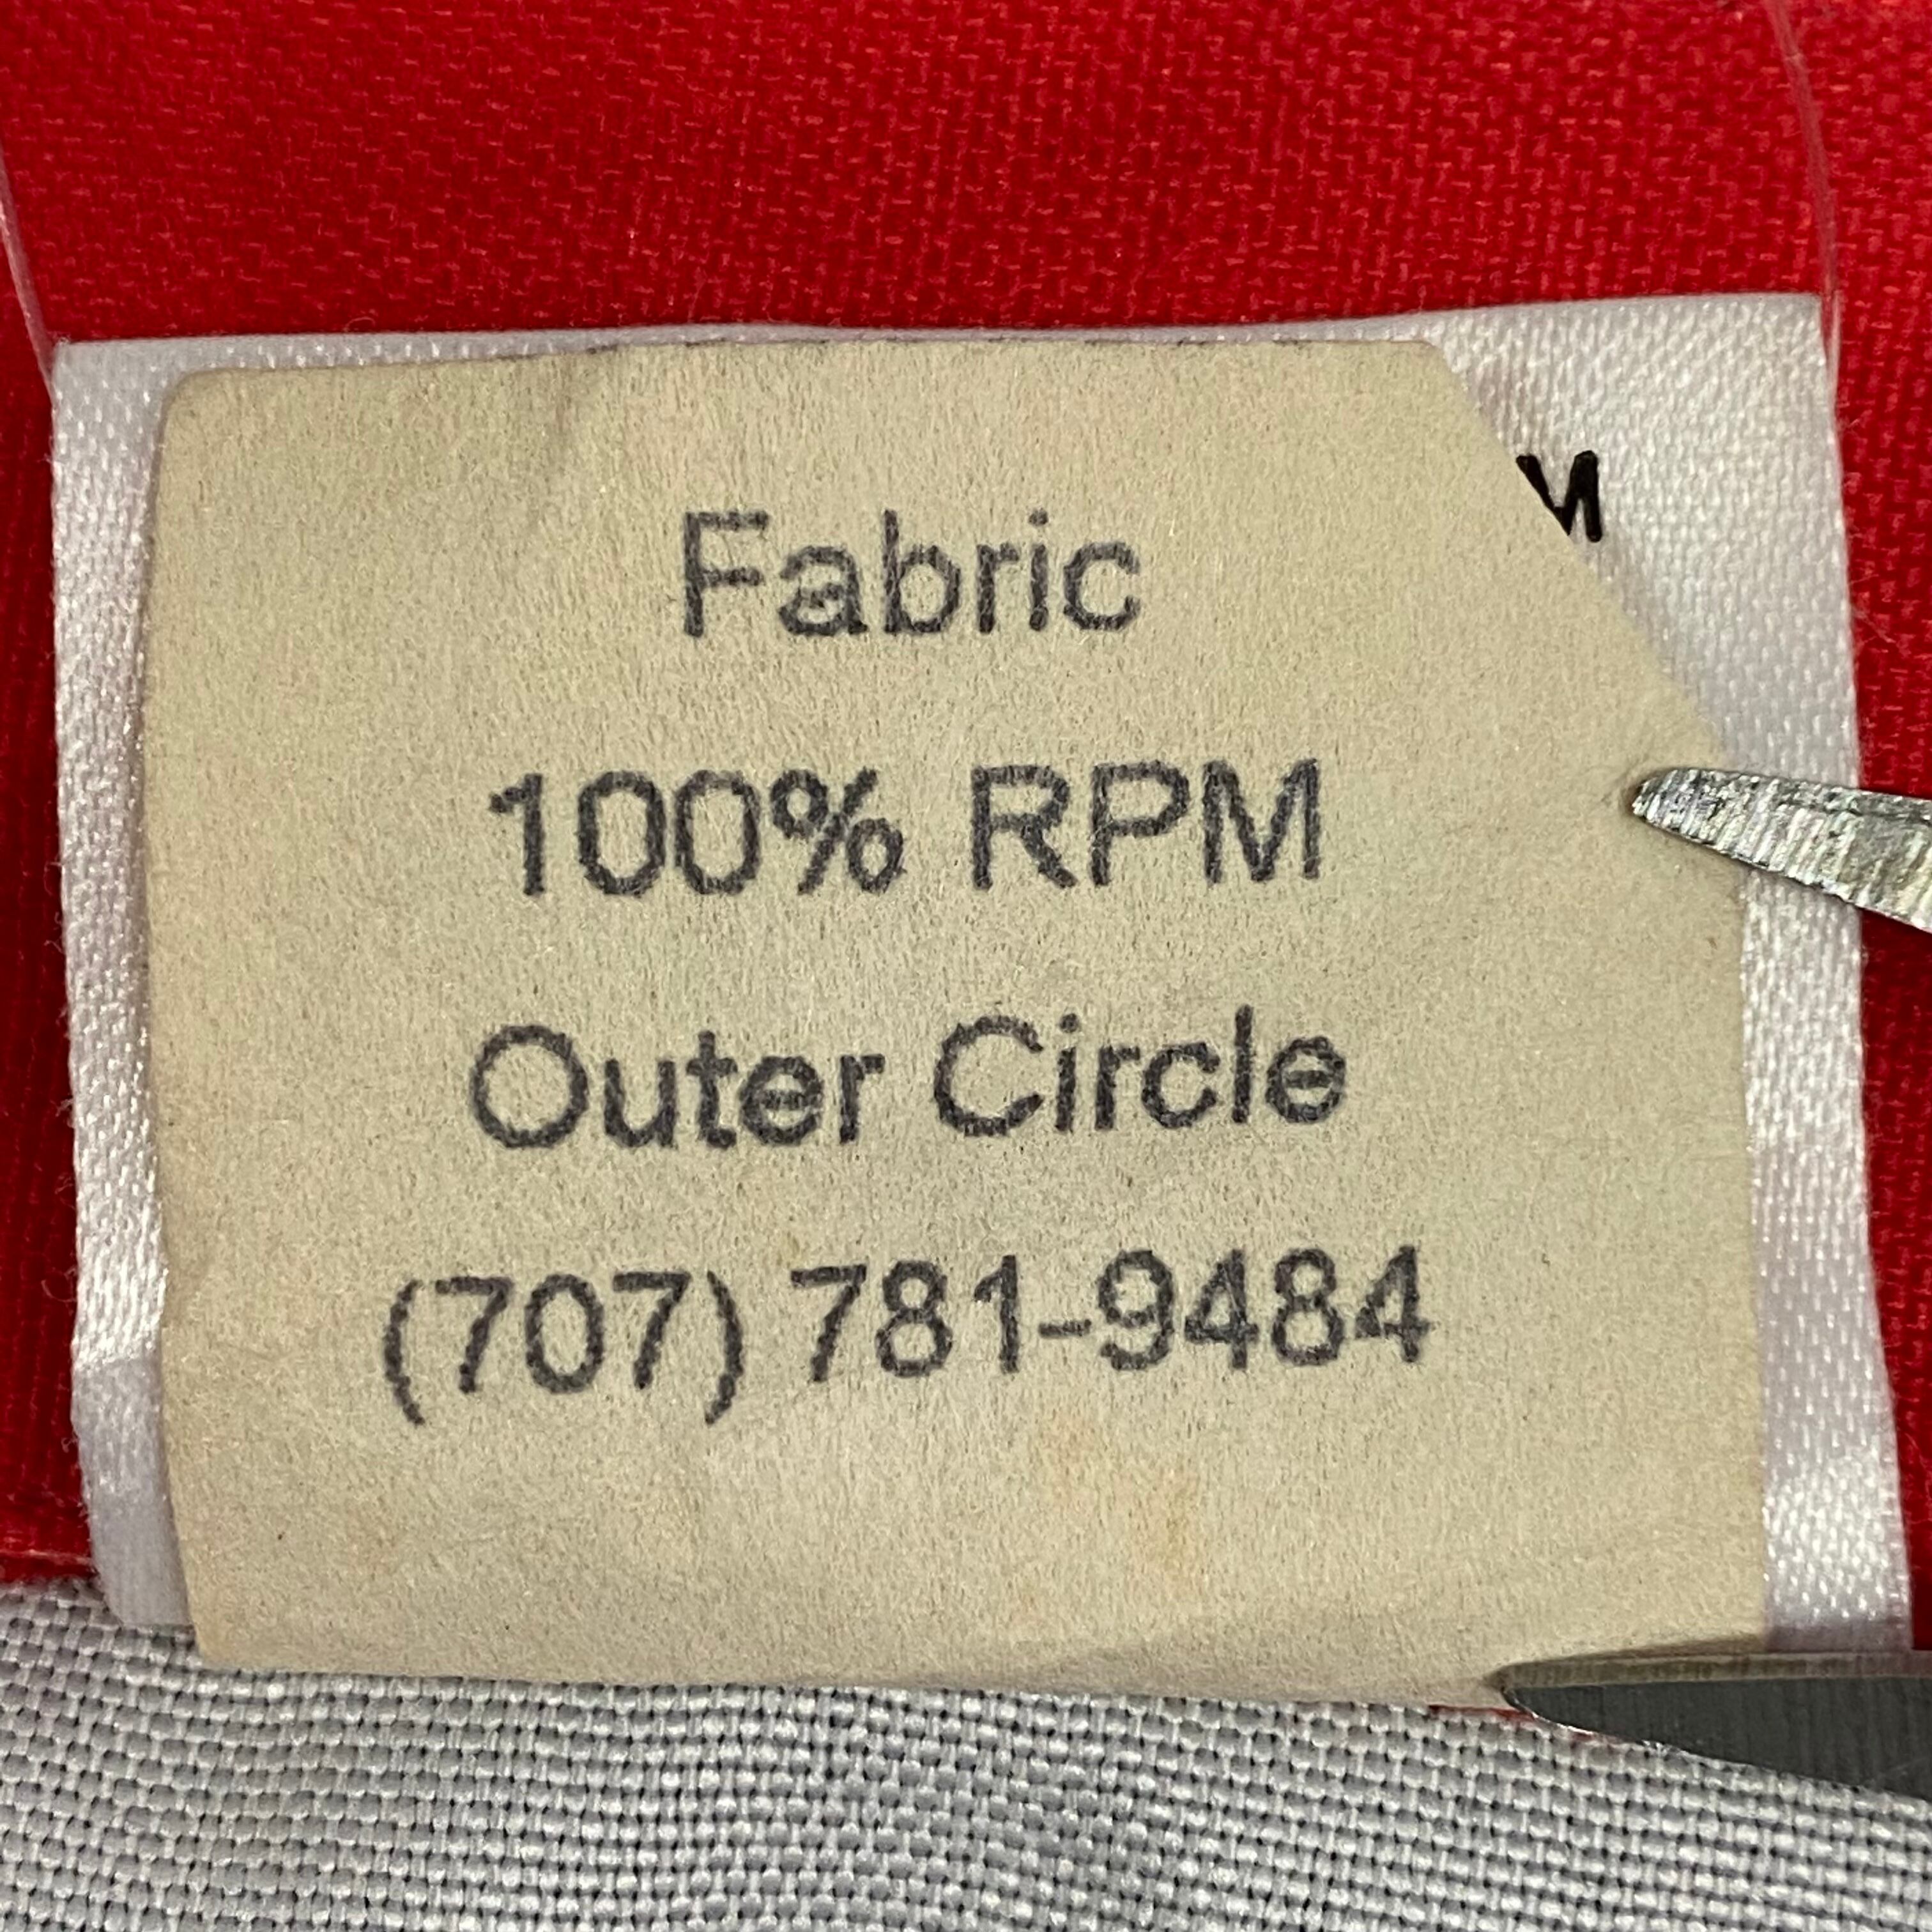 Fabric
100% RPM
Outer Circle
(707) 781-9484